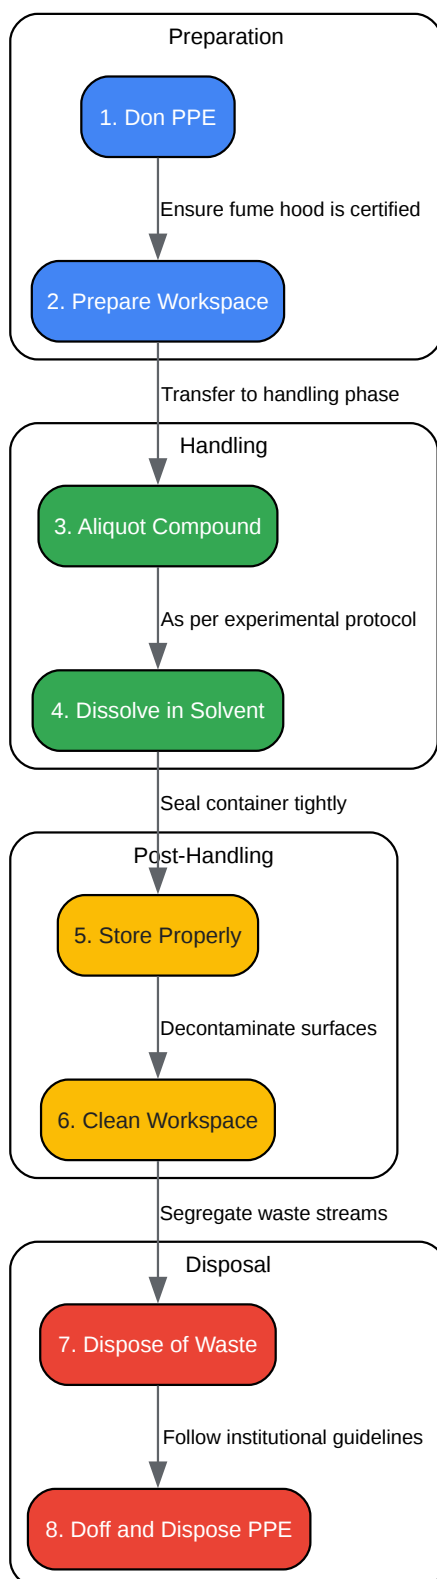 Preparation
1. Don PPE
Ensure fume hood is certified
2. Prepare Workspace
Transfer to handling phase
Handling
3. Aliquot Compound
As per experimental protocol
4. Dissolve in Solvent
Seal container tightly
Post-Handling
5. Store Properly
Decontaminate surfaces
6. Clean Workspace
Segregate waste streams
Disposal
7. Dispose of Waste
Follow institutional guidelines
8. Doff and Dispose PPE